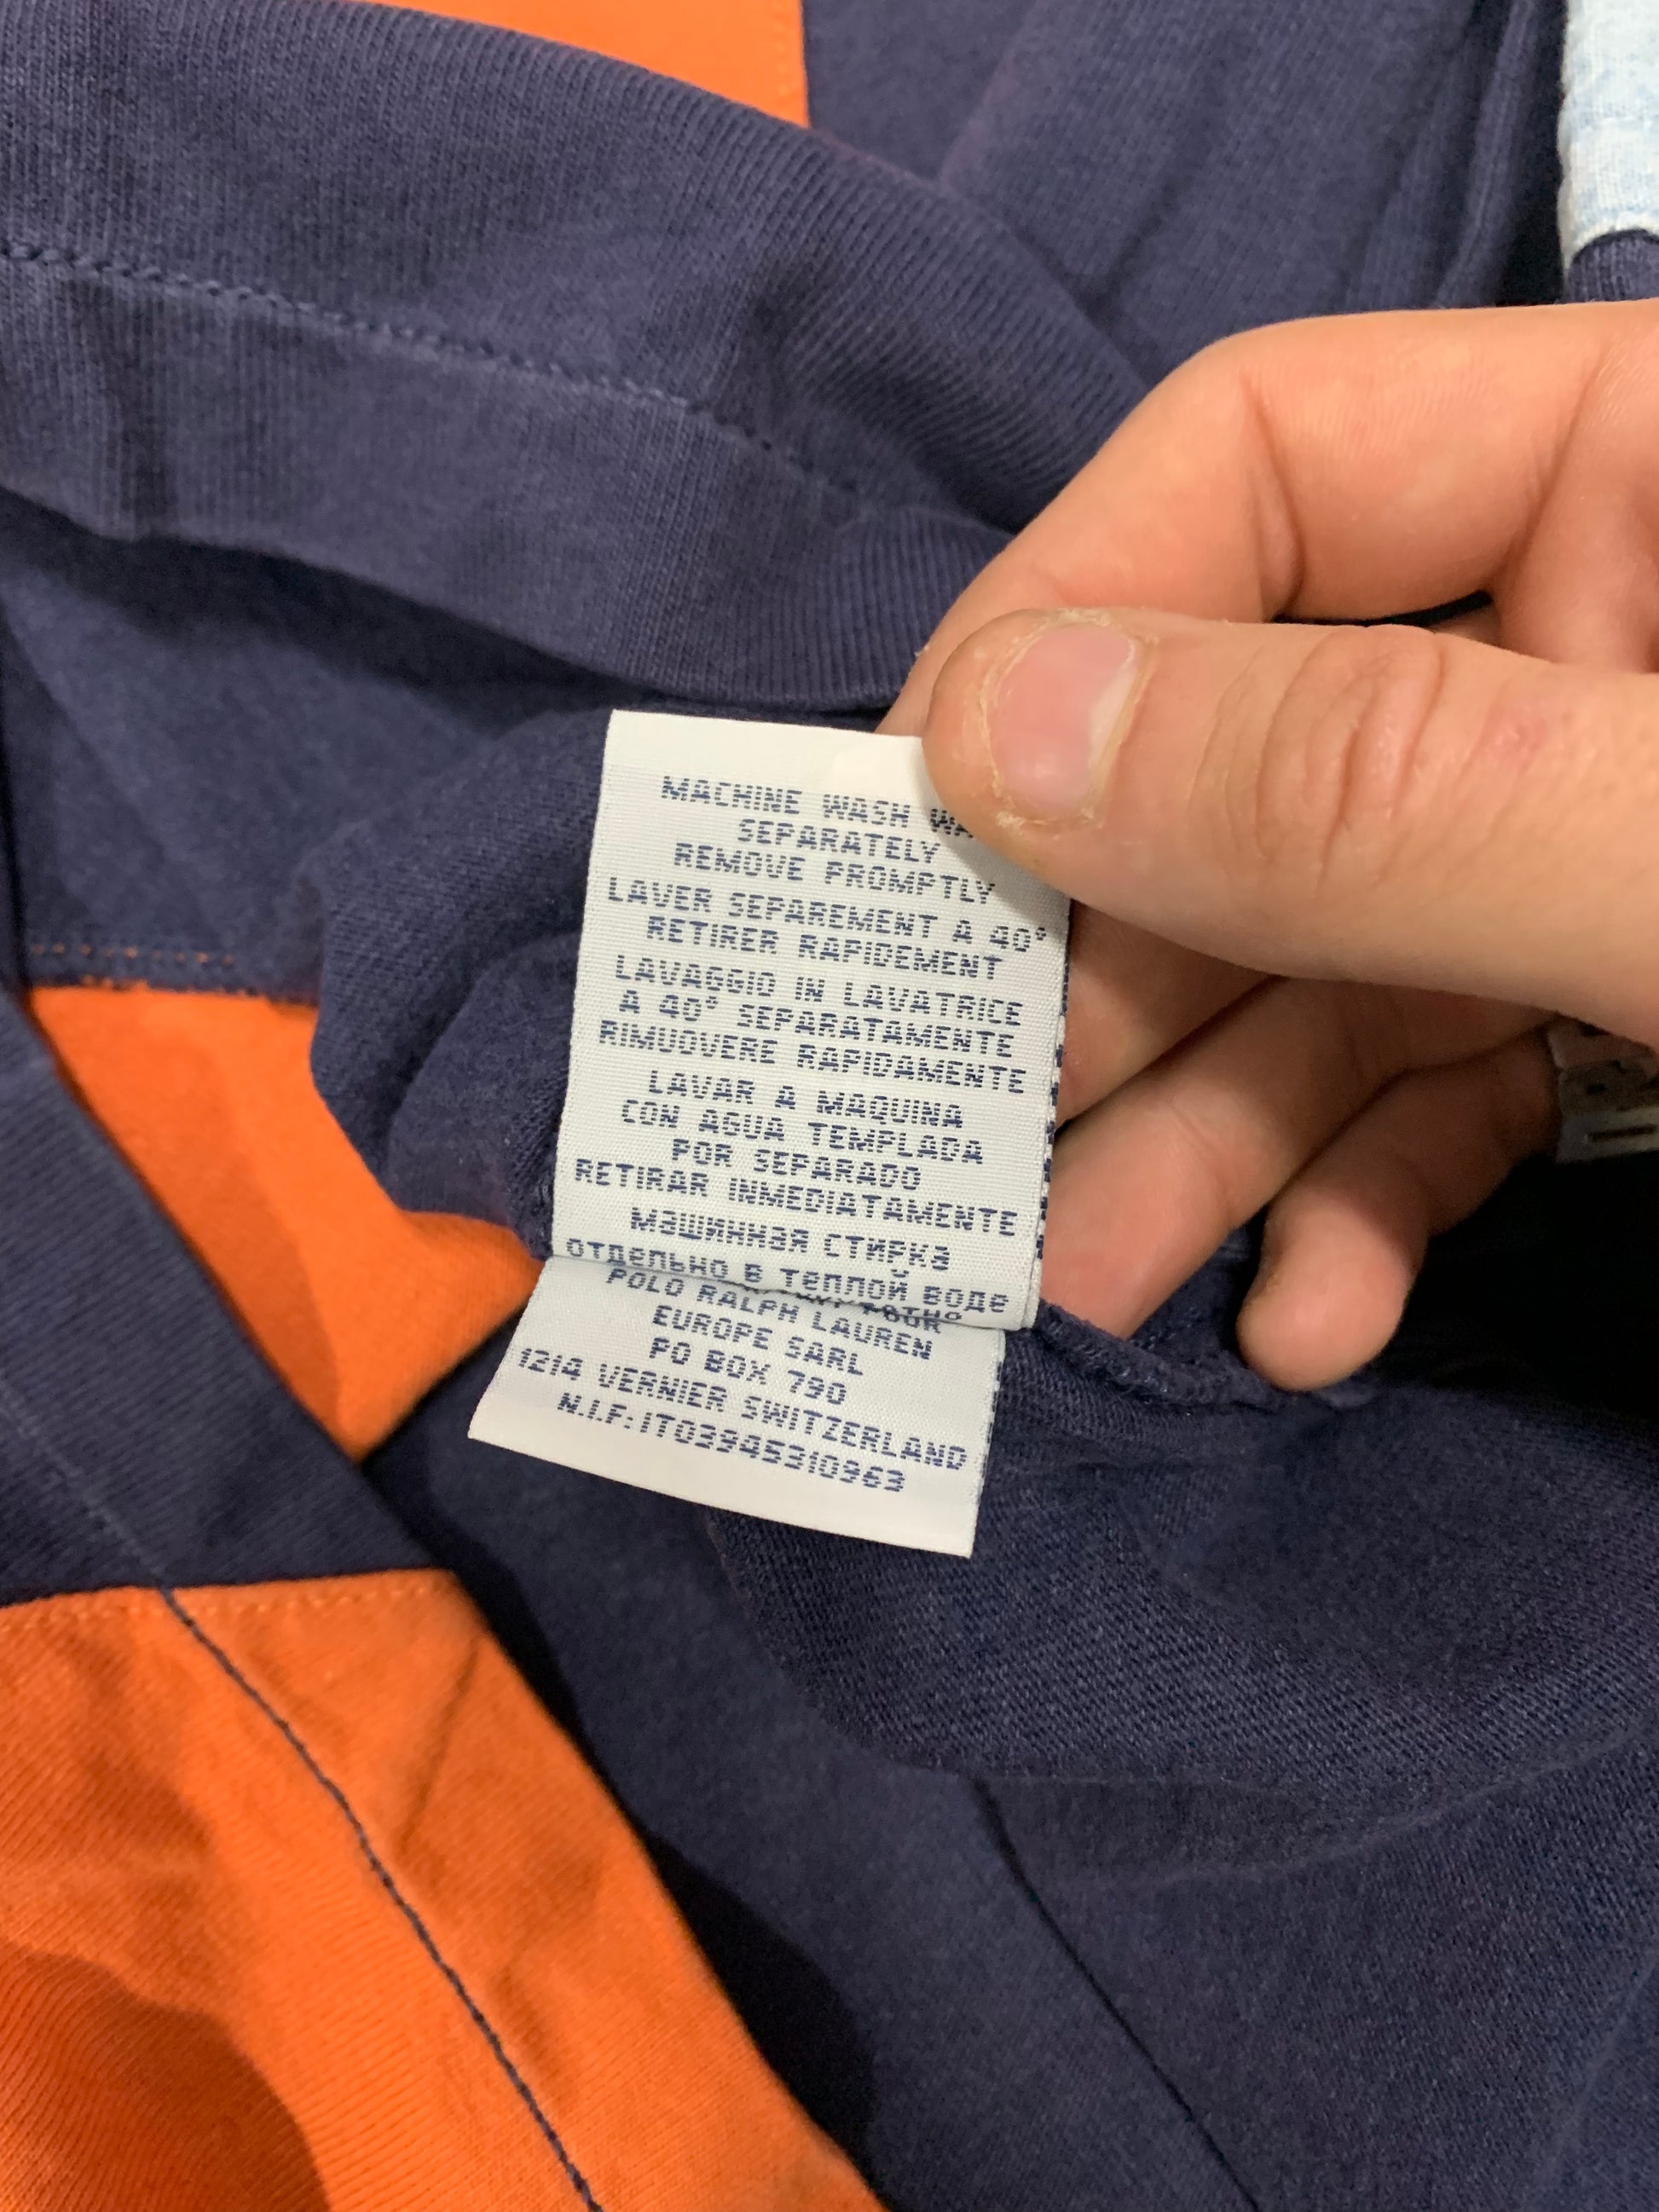 MACHINE WASH
SEPARATELY
REMOVE PROMPTLY
LAVER SEPAREMENT A 40°
RETIRER RAPIDEMENT
LAVAGGIO IN LAVATRICE
A 40° SEPARATAMENTE
RIMUOVERE RAPIDAMENTE
LAVAR A MAQUINA
CON AGUA TEMPLADA
POR SEPARADO
RETIRAR INMEDIATAMENTE
машинная стирка
отдельно в теплой воде
POLO RALPH LAUREN
EUROPE SARL
PO BOX 790
1214 VERNIER SWITZERLAND
N.I.F.:IT03945310963